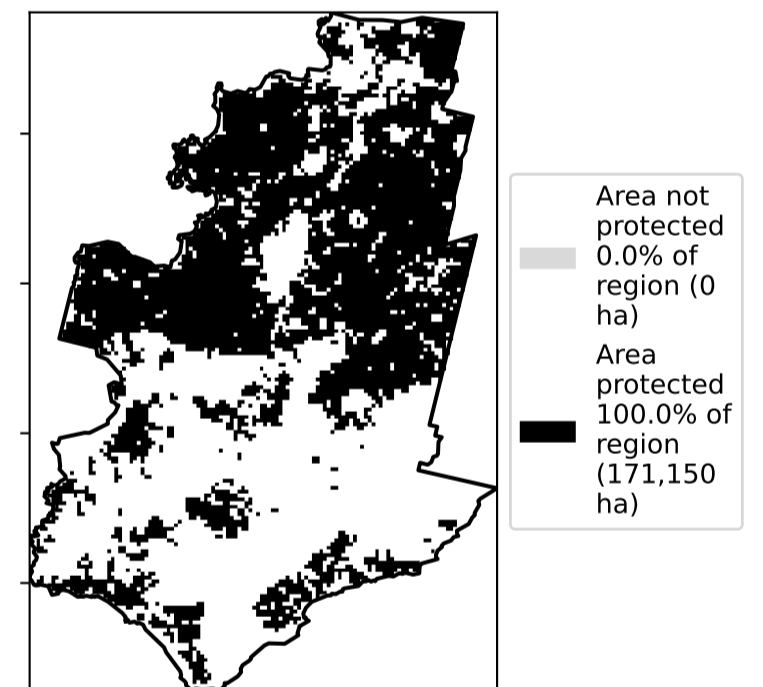 Area not
protected
0.0% of
region (0
ha)
Area
protected
100.0% of
region
(171,150
ha)